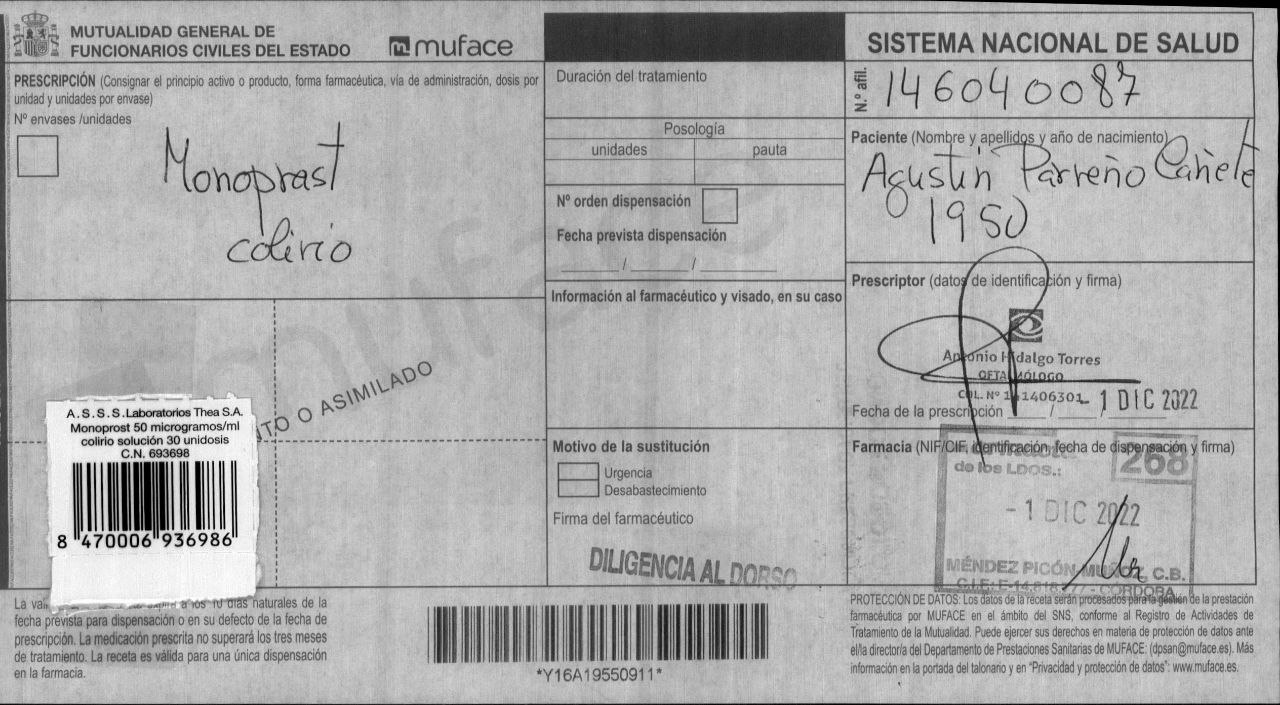 MUTUALIDAD GENERAL DE
FUNCIONARIOS CIVILES DEL ESTADO
muface
PRESCRIPCIÓN (Consignar el principio activo o producto, forma farmacéutica, vía de administración, dosis por
unidad y unidades por envase)
Nº envases /unidades
Monoprast
colirio
NTO O ASIMILADO
A.S.S.S.Laboratorios Thea S.A.
Monoprost 50 microgramos/ml
colirio solución 30 unidosis
C.N. 693698
8 470006 936986
Duración del tratamiento
Posología
unidades pauta
Nº orden dispensación
Fecha prevista dispensación
/ /
Información al farmacéutico y visado, en su caso
Motivo de la sustitución
Urgencia
Desabastecimiento
Firma del farmacéutico
DILIGENCIA AL DORSO
SISTEMA NACIONAL DE SALUD
N.º afil.
146040087
Paciente (Nombre y apellidos y año de nacimiento)
Agustín Parreño Cañete
1950
Prescriptor (datos de identificación y firma)
Antonio Hidalgo Torres
OFTALMÓLOGO
COL. Nº 1406301
- 1 DIC 2022
Fecha de la prescripción / /
Farmacia (NIF/CIF, identificación, fecha de dispensación y firma)
de los LDOS.: 268
- 1 DIC 2022
MÉNDEZ PICÓN MUÑOZ, C.B.
CORDOBA
La
a los 10 días naturales de la
fecha prevista para dispensación o en su defecto de la fecha de
prescripción. La medicación prescrita no superará los tres meses
de tratamiento. La receta es válida para una única dispensación
en la farmacia.
*Y16A19550911*
PROTECCIÓN DE DATOS: Los datos de la receta serán procesados para la gestión de la prestación
farmacéutica por MUFACE en el ámbito del SNS, conforme al Registro de Actividades de
Tratamiento de la Mutualidad. Puede ejercer sus derechos en materia de protección de datos ante
el/la director/a del Departamento de Prestaciones Sanitarias de MUFACE: (dpsan@muface.es). Más
información en la portada del talonario y en “Privacidad y protección de datos”: www.muface.es.